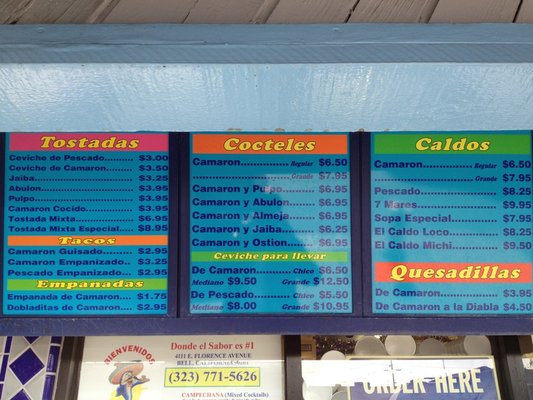 Tostadas
Ceviche de Pescado.......... $3.00
Ceviche de Camaron......... $3.50
Jaiba................................ $3.25
Abulon............................. $3.95
Pulpo............................... $3.95
Camaron Cocido............... $3.95
Tostada Mixta................... $6.95
Tostada Mixta Especial...... $8.95
Tacos
Camaron Guisado............. $2.95
Camaron Empanizado....... $3.25
Pescado Empanizado........ $2.95
Empanadas
Empanada de Camaron..... $1.75
Dobladitas de Camaron..... $2.95
Cocteles
Camaron.................. Regular $6.50
.................. Grande $7.95
Camaron y Pulpo............. $6.95
Camaron y Abulon........... $6.95
Camaron y Almeja........... $6.95
Camaron y Jaiba............. $6.25
Camaron y Ostion........... $6.95
Ceviche para llevar
De Camaron............ Chico $6.50
Mediano $9.50 Grande $12.50
De Pescado............ Chico $5.50
Mediano $8.00 Grande $10.95
Caldos
Camaron............... Regular $6.50
............... Grande $7.95
Pescado........................ $8.25
7 Mares......................... $9.95
Sopa Especial................ $7.95
El Caldo Loco................ $8.25
El Caldo Michi............... $9.50
Quesadillas
De Camaron.................. $3.95
De Camaron a la Diabla $4.50
BIENVENIDOS
Donde el Sabor es #1
4111 E. FLORENCE AVENUE
BELL, CALIFORNIA
(323) 771-5626
CAMPECHANA (Mixed Cocktails)
ORDER HERE